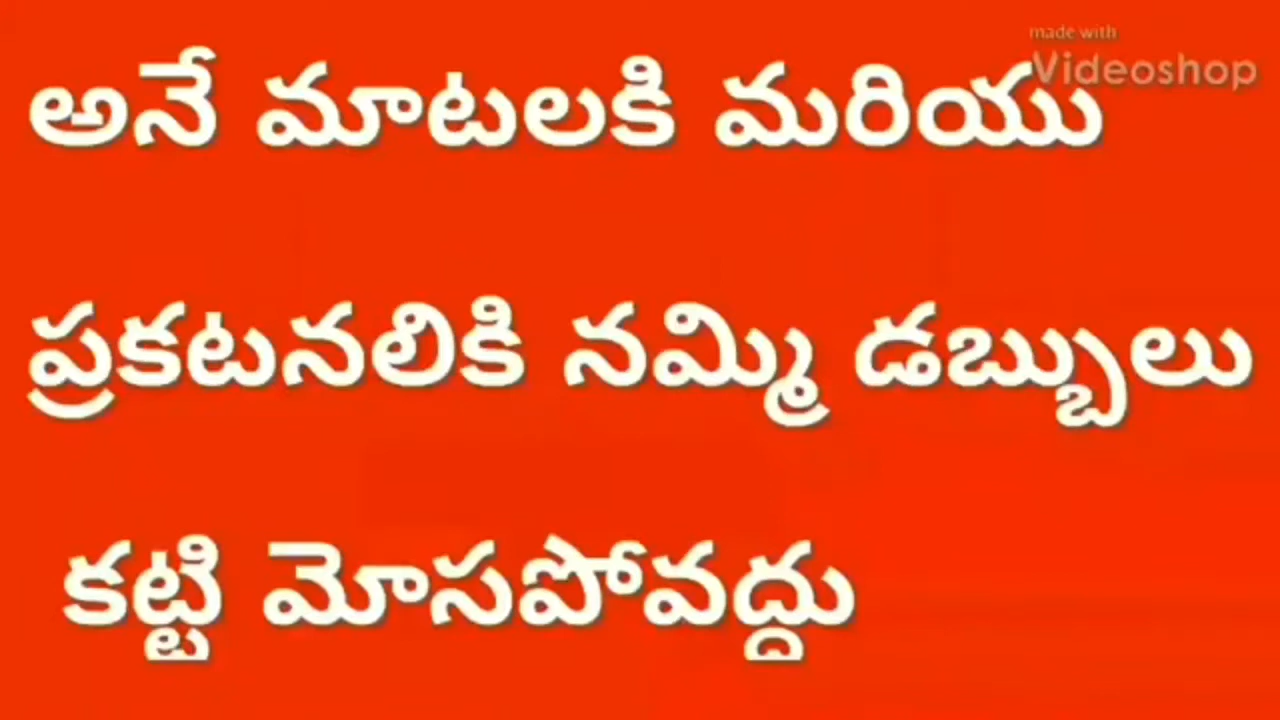 made with
Videoshop
అనే మాటలకి మరియు
ప్రకటనలికి నమ్మి డబ్బులు
కట్టి మోసపోవద్దు